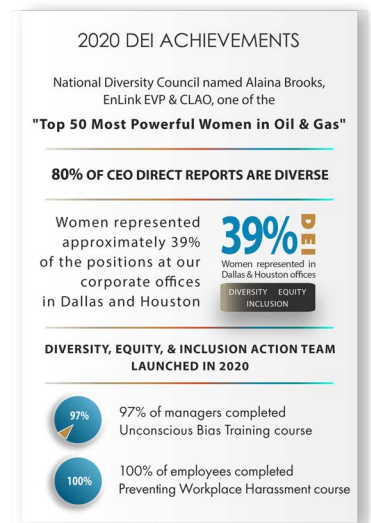 2020 DEI ACHIEVEMENTS
National Diversity Council named Alaina Brooks,
EnLink EVP & CLAO, one of the
"Top 50 Most Powerful Women in Oil & Gas"
80% OF CEO DIRECT REPORTS ARE DIVERSE
Women represented
approximately 39%
of the positions at our
corporate offices
in Dallas and Houston
39%
DEI
Women represented in
Dallas & Houston offices
DIVERSITY EQUITY
INCLUSION
DIVERSITY, EQUITY, & INCLUSION ACTION TEAM
LAUNCHED IN 2020
97%
97% of managers completed
Unconscious Bias Training course
100%
100% of employees completed
Preventing Workplace Harassment course